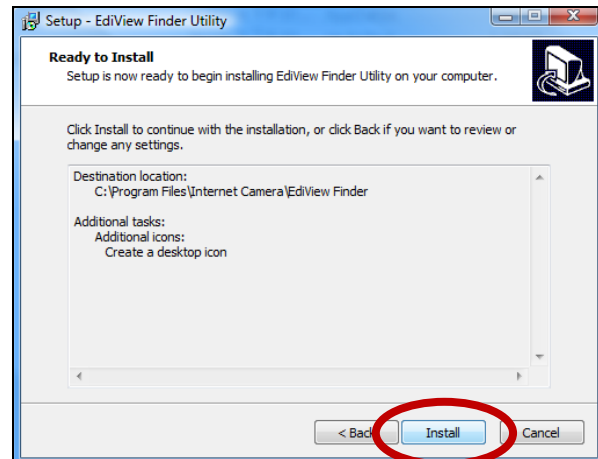 Setup - EdiView Finder Utility
Ready to Install
Setup is now ready to begin installing EdiView Finder Utility on your computer.
Click Install to continue with the installation, or click Back if you want to review or
change any settings.
Destination location:
C:\Program Files\Internet Camera\EdiView Finder
Additional tasks:
Additional icons:
Create a desktop icon
< Back Install Cancel